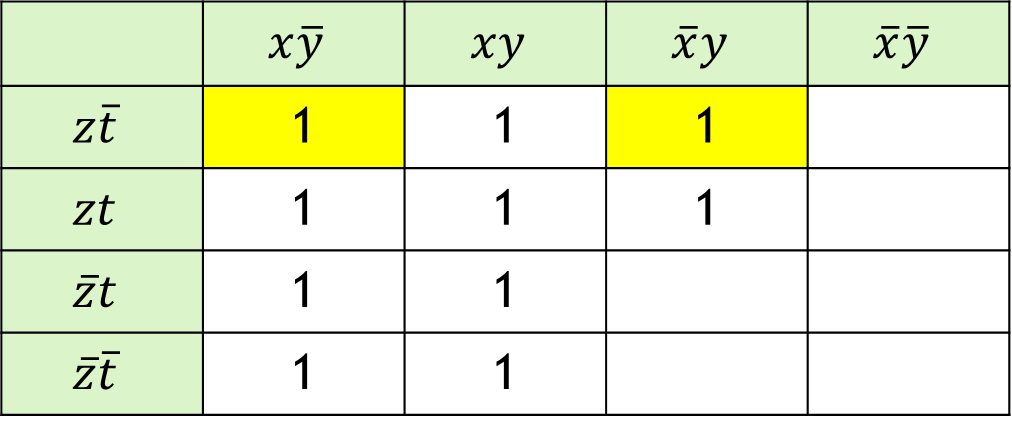 xȳ xy x̄y x̄ȳ
zt̄ 1 1 1
zt 1 1 1
z̄t 1 1
z̄t̄ 1 1